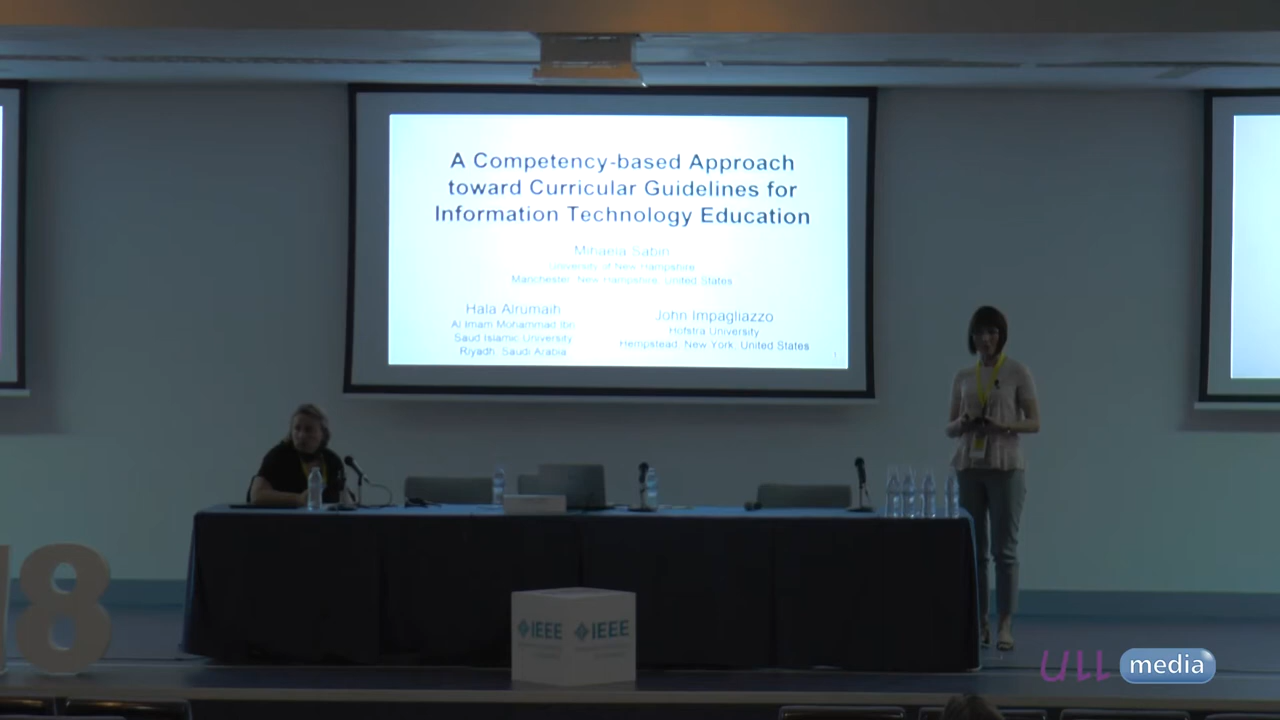 A Competency-based Approach
toward Curricular Guidelines for
Information Technology Education
Mihaela Sabin
University of New Hampshire
Manchester, New Hampshire, United States
Hala Alrumaih
Al Imam Mohammad Ibn
Saud Islamic University
Riyadh, Saudi Arabia
John Impagliazzo
Hofstra University
Hempstead, New York, United States
18
IEEE IEEE
ULL media